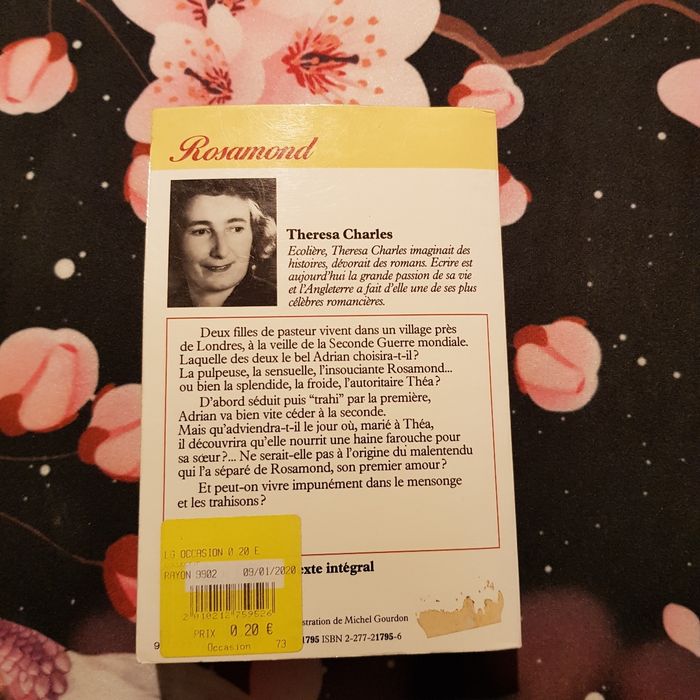 Rosamond
Theresa Charles
Ecolière, Theresa Charles imaginait des
histoires, dévorait des romans. Ecrire est
aujourd'hui la grande passion de sa vie
et l'Angleterre a fait d'elle une de ses plus
célèbres romancières.
Deux filles de pasteur vivent dans un village près
de Londres, à la veille de la Seconde Guerre mondiale.
Laquelle des deux le bel Adrian choisira-t-il?
La pulpeuse, la sensuelle, l'insouciante Rosamond...
ou bien la splendide, la froide, l'autoritaire Théa?
D'abord séduit puis "trahi" par la première,
Adrian va bien vite céder à la seconde.
Mais qu'adviendra-t-il le jour où, marié à Théa,
il découvrira qu'elle nourrit une haine farouche pour
sa sœur?... Ne serait-elle pas à l'origine du malentendu
qui l'a séparé de Rosamond, son premier amour?
Et peut-on vivre impunément dans le mensonge
et les trahisons?
LG OCCASION 0.20 E
RAYON 9902 09/01/2020
exte intégral
2 010212 759526
PRIX 0.20 €
Occasion 73
stration de Michel Gourdon
9 1795 ISBN 2-277-21795-6